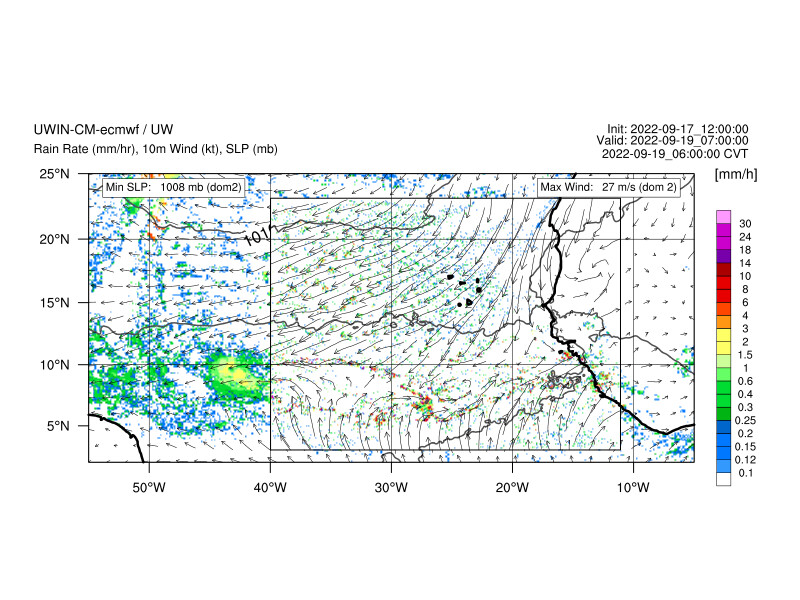 UWIN-CM-ecmwf / UW
Init: 2022-09-17_12:00:00
Valid: 2022-09-19_07:00:00
Rain Rate (mm/hr), 10m Wind (kt), SLP (mb)
2022-09-19_06:00:00 CVT
25°N
[mm/h]
Min SLP: 1008 mb (dom2)
Max Wind: 27 m/s (dom 2)
20°N
15°N
10°N
5°N
50°W
40°W
30°W
20°W
10°W
30
24
18
14
10
8
6
4
3
2
1.5
1
0.6
0.4
0.3
0.25
0.2
0.15
0.12
0.1